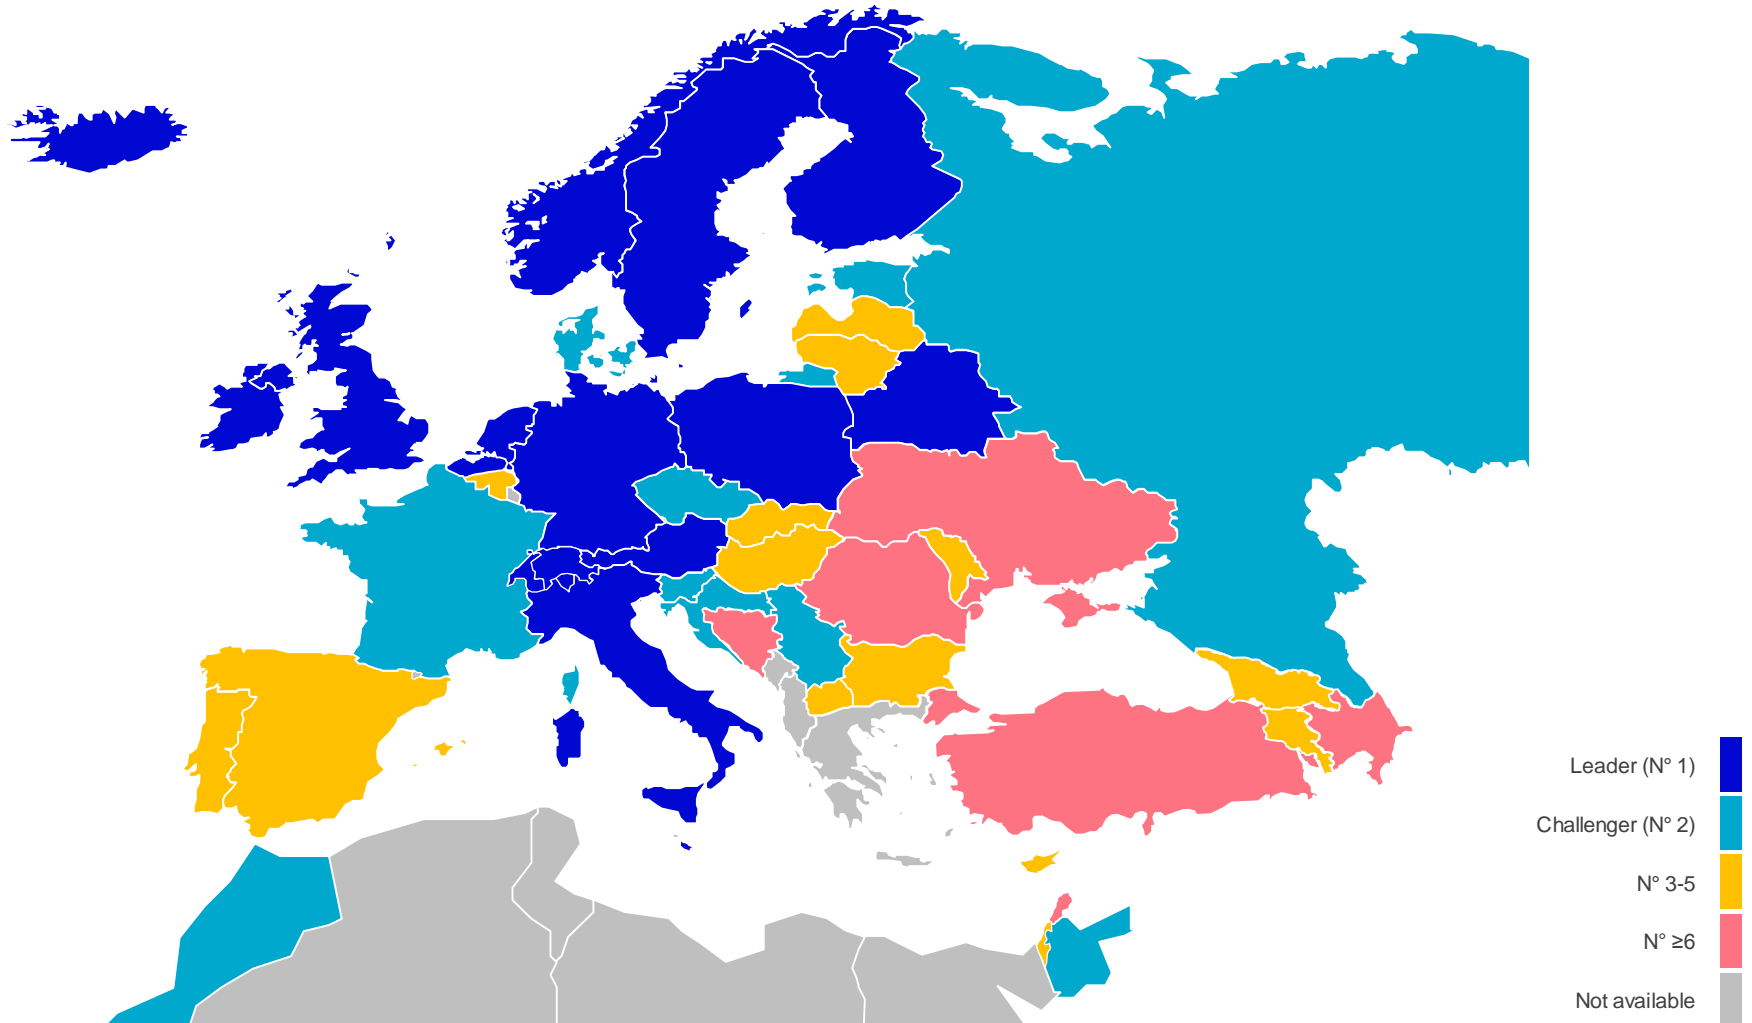 Leader (N° 1)
Challenger (N° 2)
N° 3-5
N° ≥6
Not available